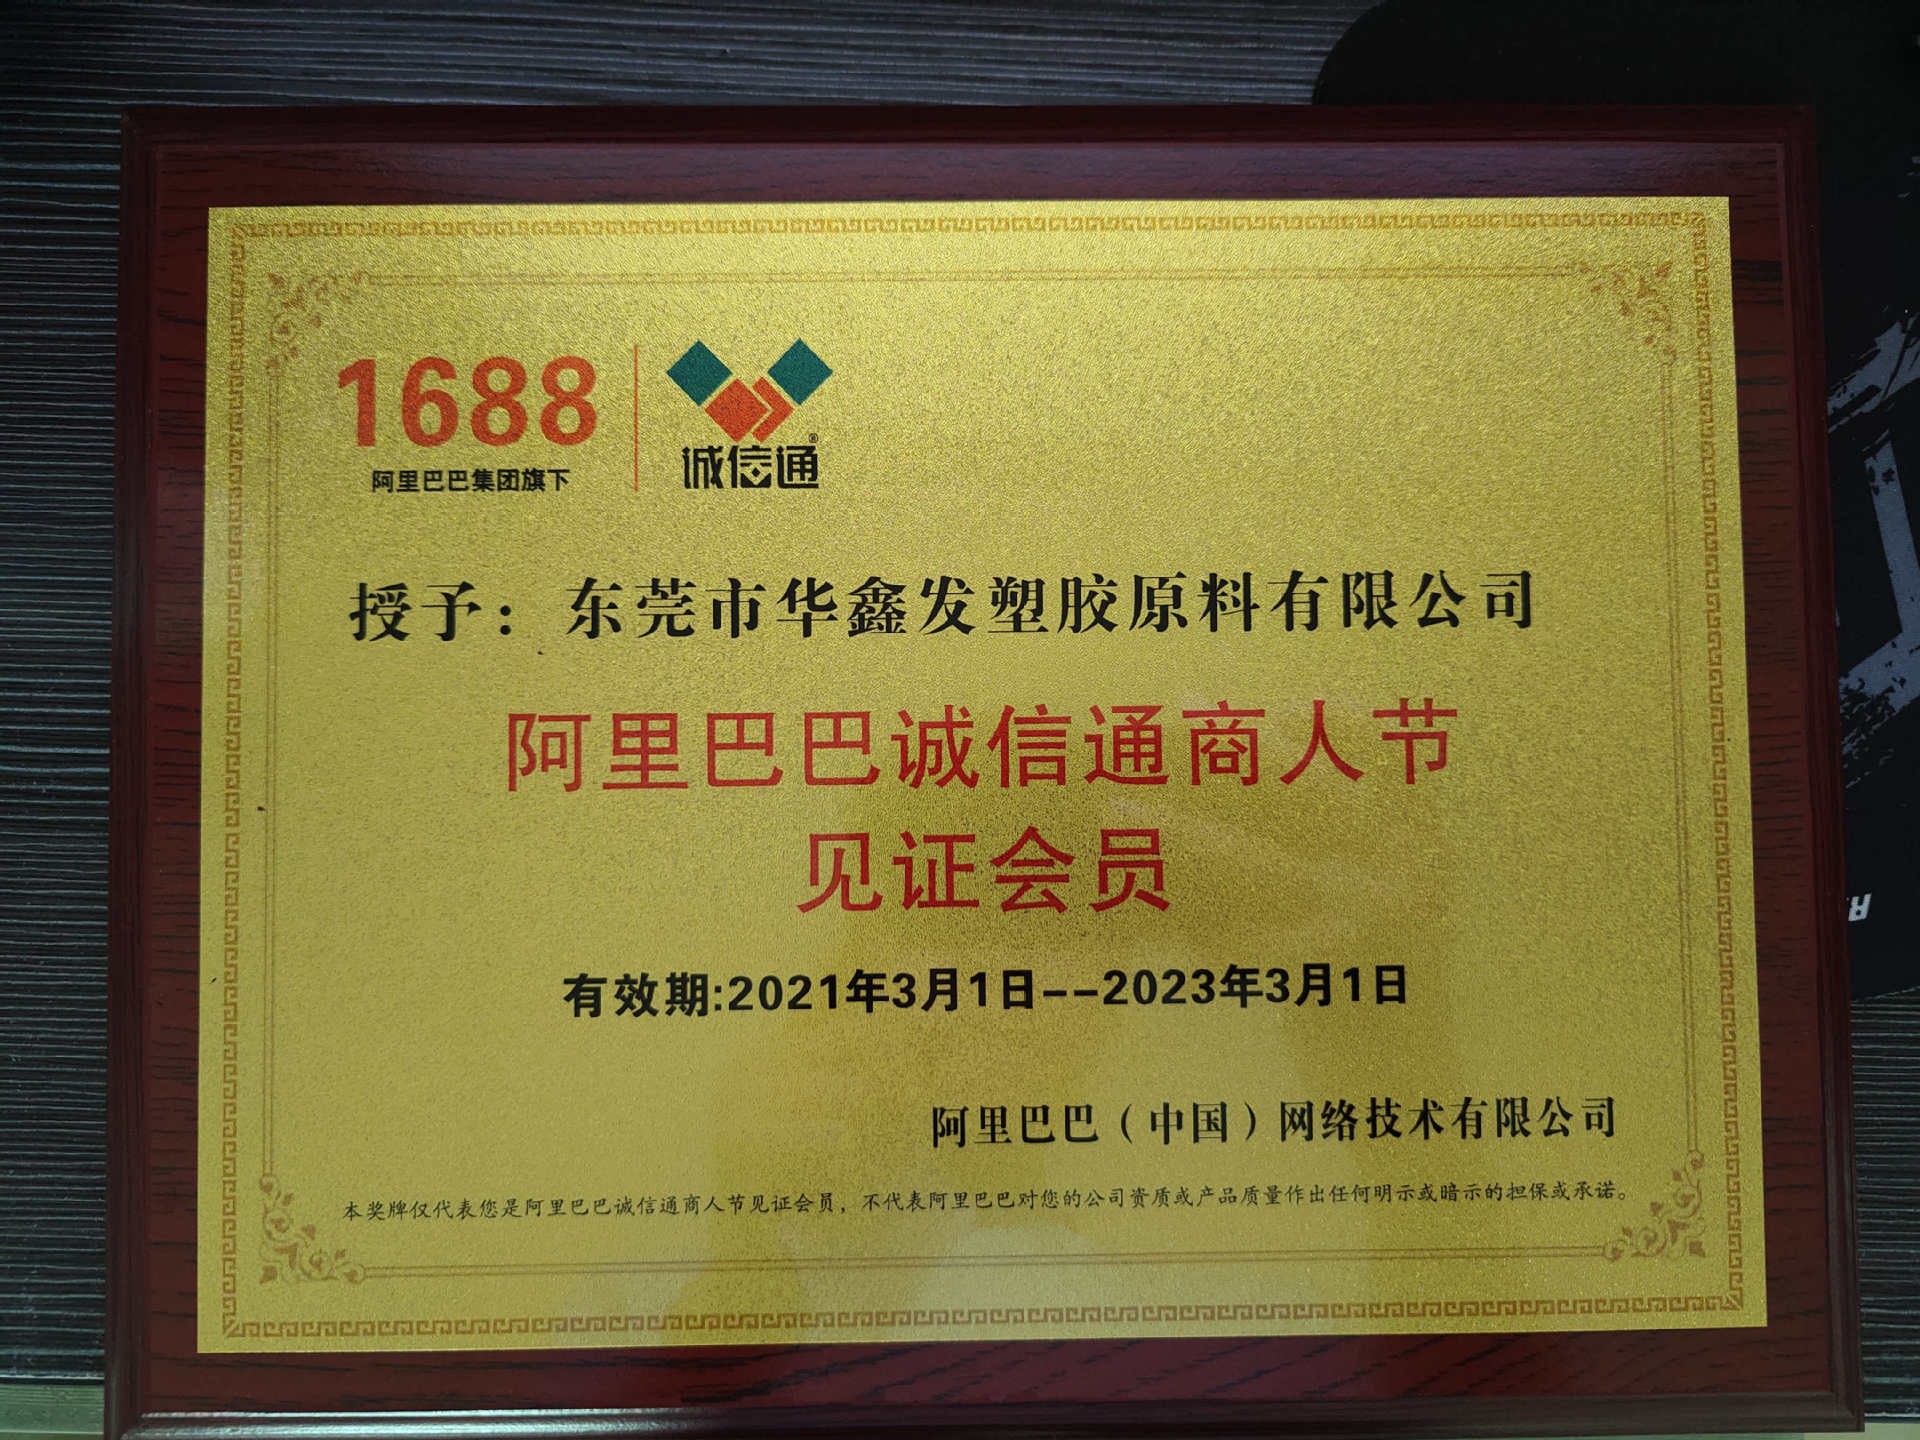 1688
阿里巴巴集团旗下
诚信通®
授予：东莞市华鑫发塑胶原料有限公司
阿里巴巴诚信通商人节
见证会员
有效期:2021年3月1日--2023年3月1日
阿里巴巴（中国）网络技术有限公司
本奖牌仅代表您是阿里巴巴诚信通商人节见证会员，不代表阿里巴巴对您的公司资质或产品质量作出任何明示或暗示的担保或承诺。